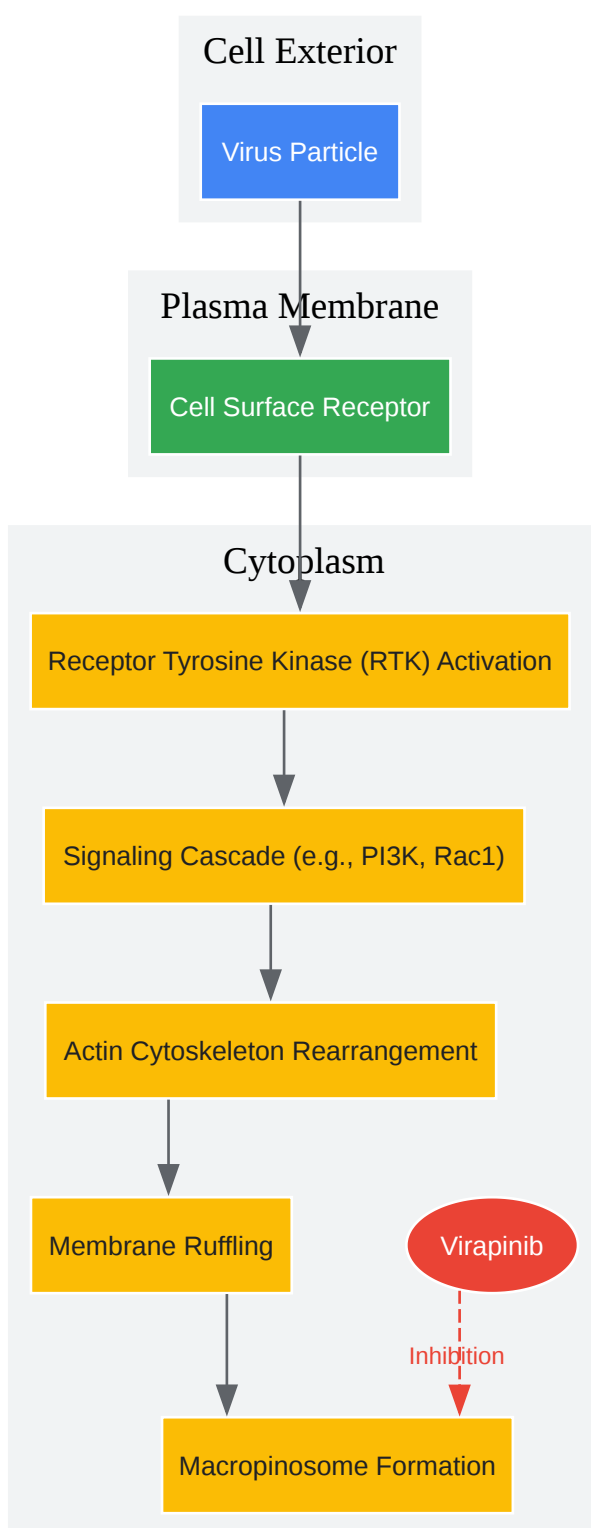 Cell Exterior
Virus Particle
Plasma Membrane
Cell Surface Receptor
Cytoplasm
Receptor Tyrosine Kinase (RTK) Activation
Signaling Cascade (e.g., PI3K, Rac1)
Actin Cytoskeleton Rearrangement
Membrane Ruffling
Virapinib
Inhibition
Macropinosome Formation